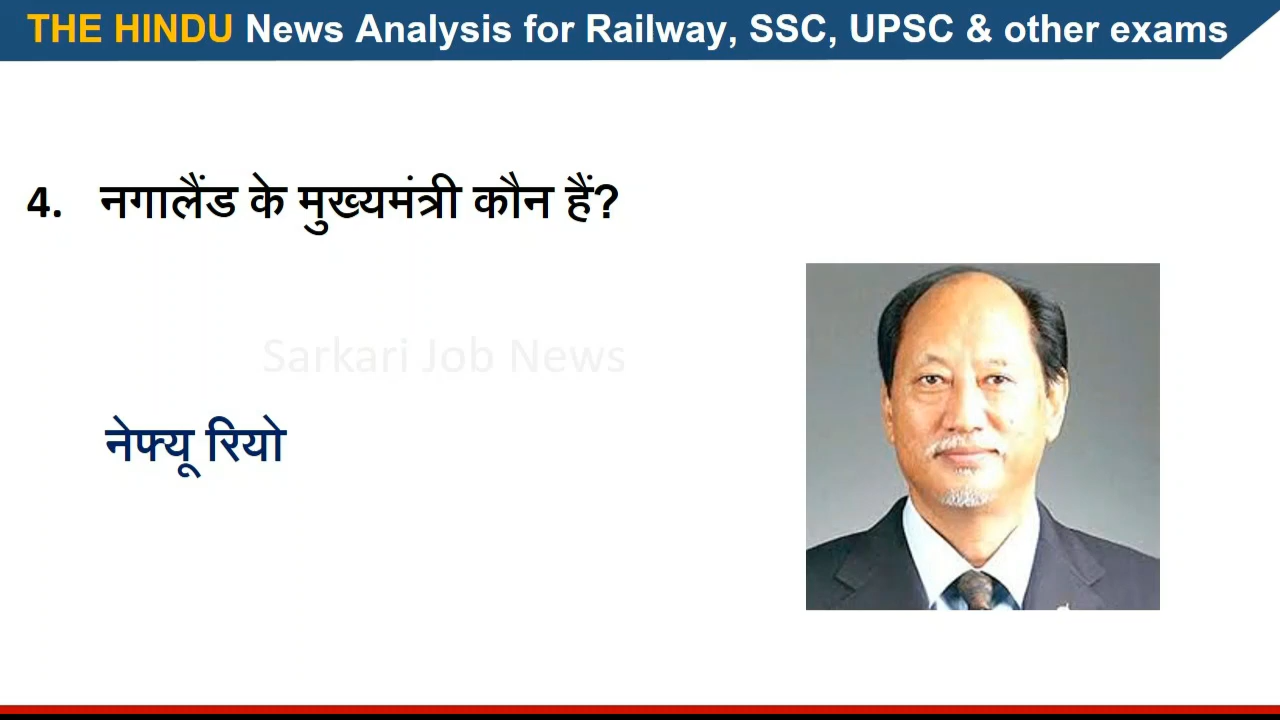 THE HINDU News Analysis for Railway, SSC, UPSC & other exams
4. नगालैंड के मुख्यमंत्री कौन हैं?
Sarkari Job News
नेफ्यू रियो